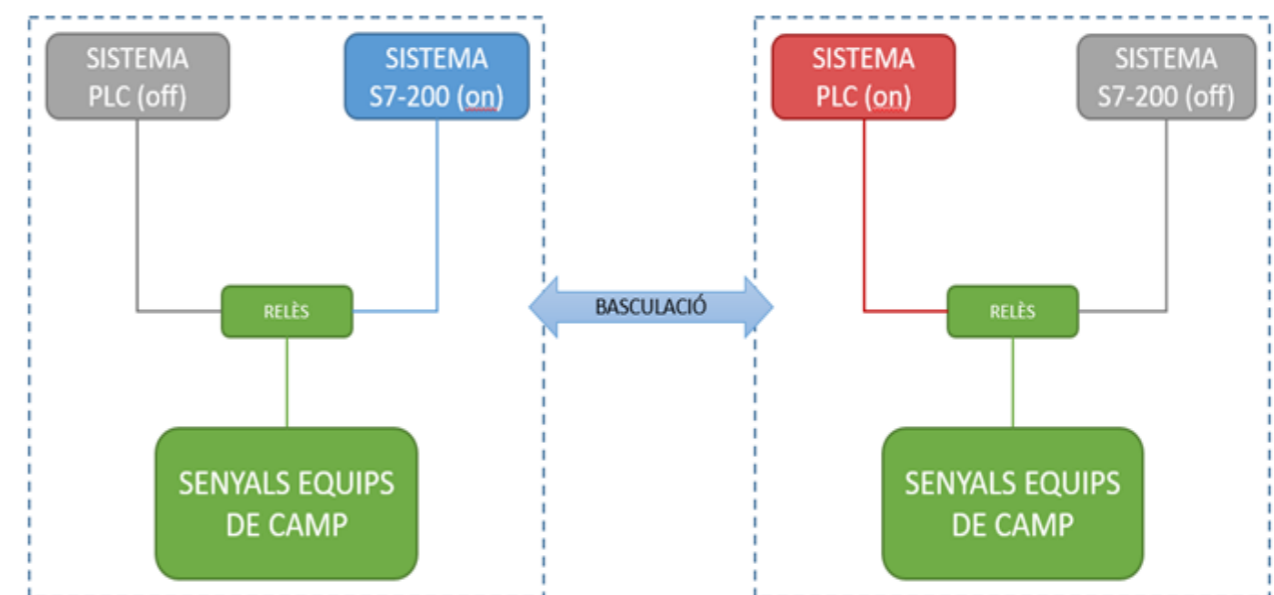 SISTEMA
PLC (off)
SISTEMA
S7-200 (on)
RELÈS
SENYALS EQUIPS
DE CAMP
BASCULACIÓ
SISTEMA
PLC (on)
SISTEMA
S7-200 (off)
RELÈS
SENYALS EQUIPS
DE CAMP